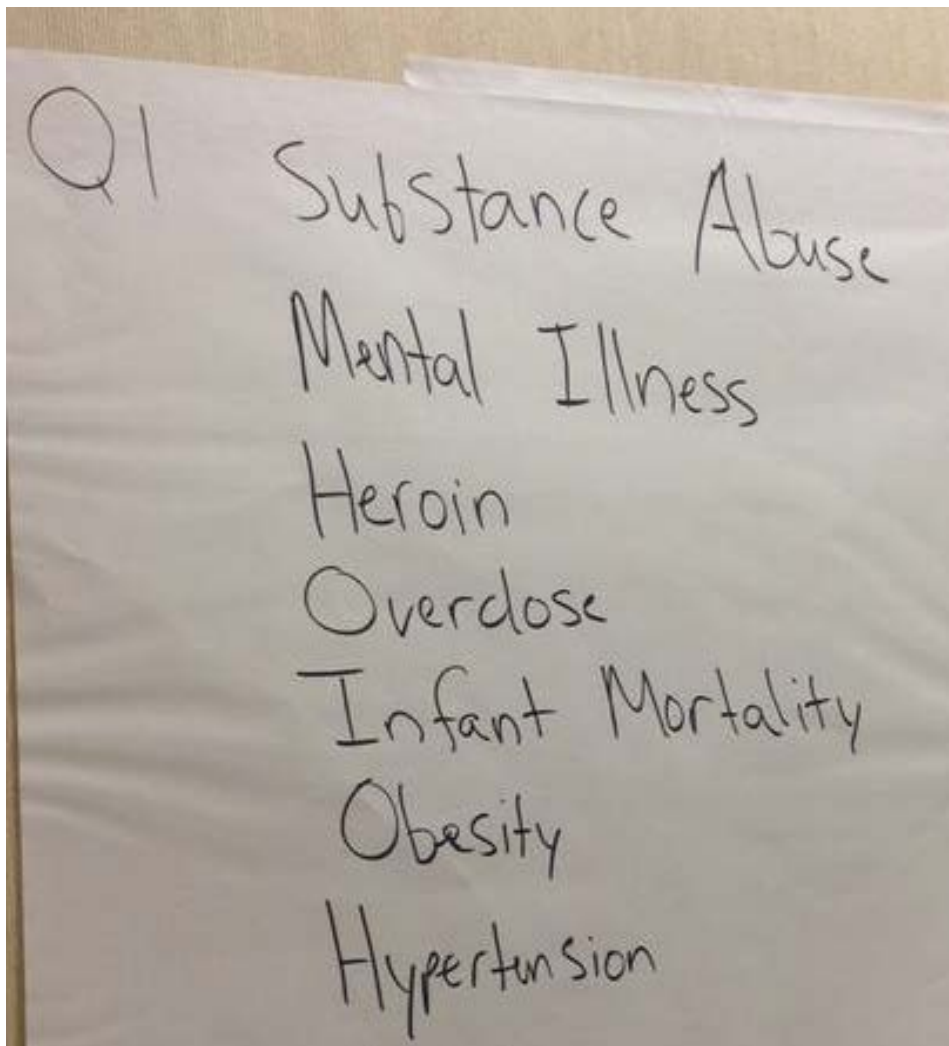 Q1 Substance Abuse
Mental Illness
Heroin
Overdose
Infant Mortality
Obesity
Hypertension